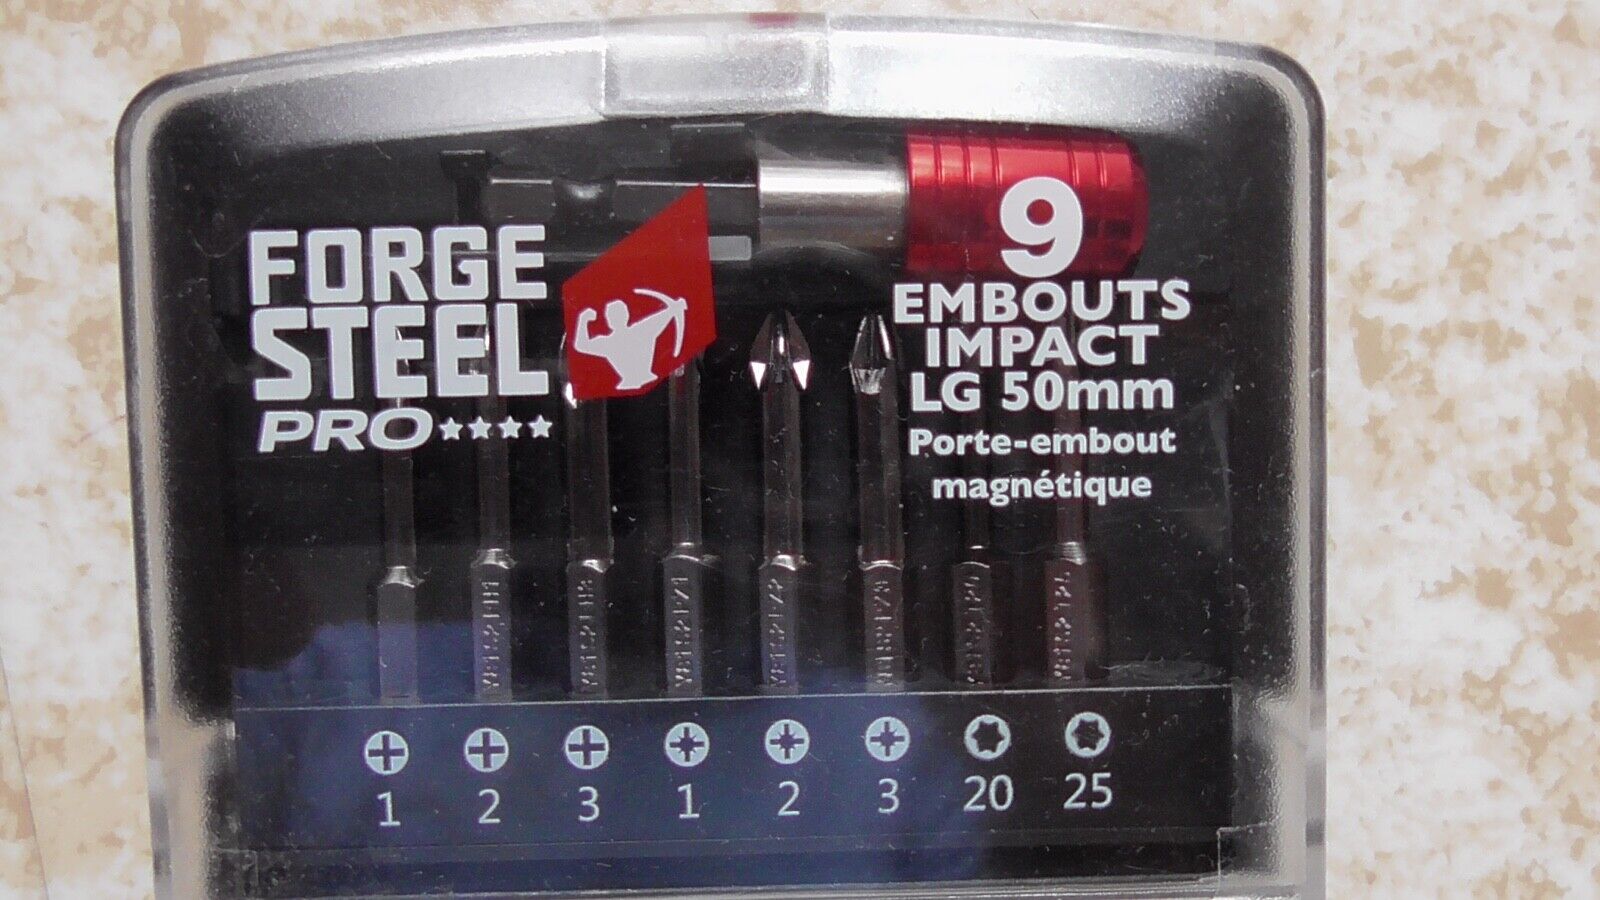 FORGE
STEEL
PRO
9
EMBOUTS
IMPACT
LG 50mm
Porte-embout
magnétique
1 2 3 1 2 3 20 25